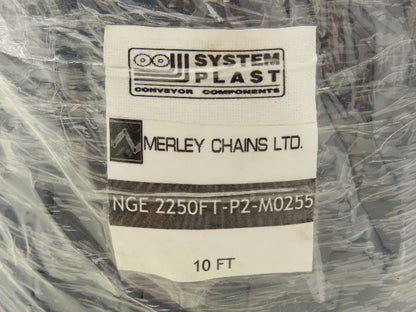 SYSTEM
PLAST
CONVEYOR COMPONENTS
MERLEY CHAINS LTD.
NGE 2250FT-P2-M0255
10 FT